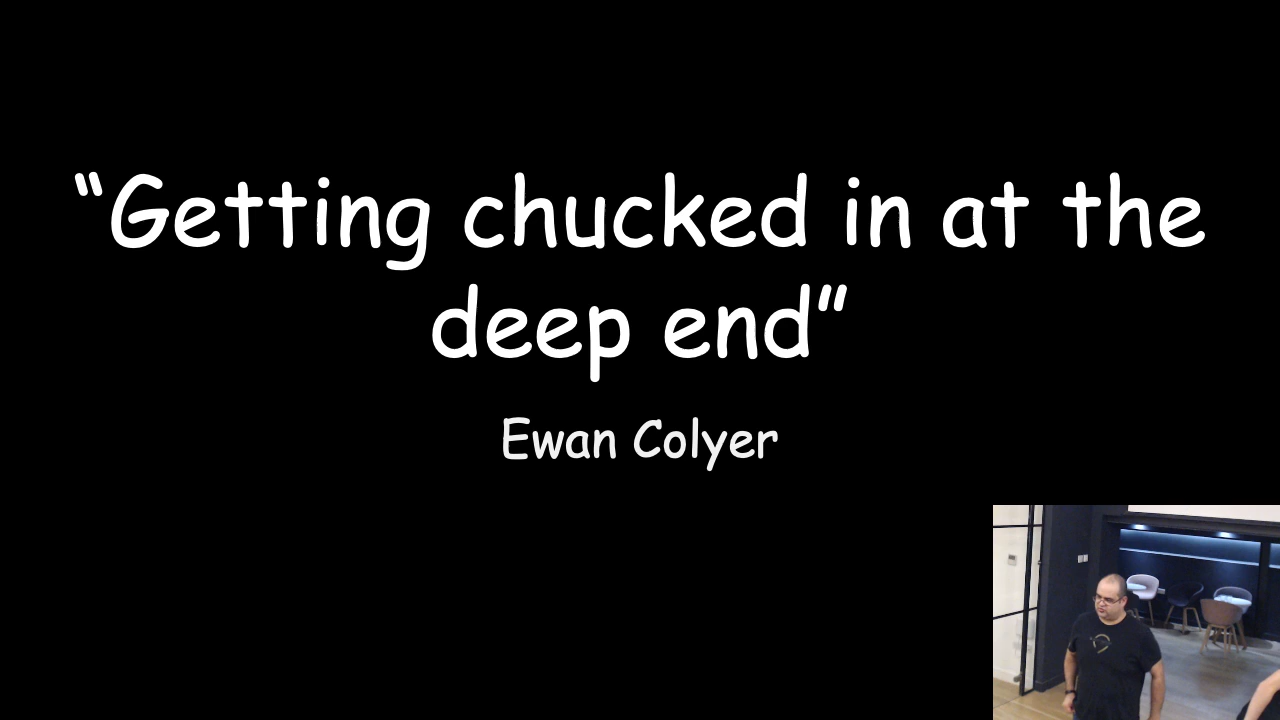 “Getting chucked in at the
deep end”
Ewan Colyer